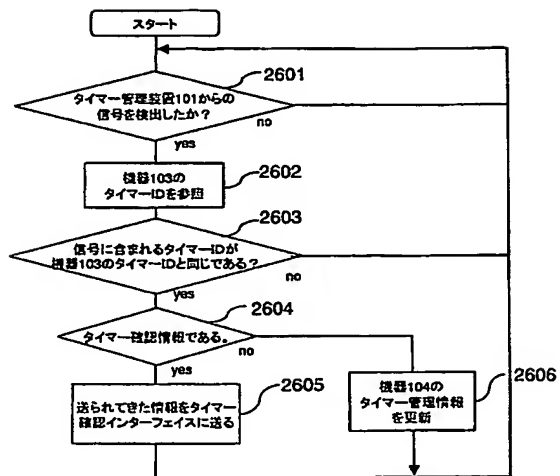 スタート
2601
タイマー管理装置101からの
信号を検出したか?
no
yes
機器103の
タイマーIDを参照
2602
2603
信号に含まれるタイマーIDが
機器103のタイマーIDと同じである?
no
yes
2604
タイマー確認情報である。
no
yes
2605
送られてきた情報をタイマー
確認インターフェイスに送る
機器104の
タイマー管理情報
を更新
2606